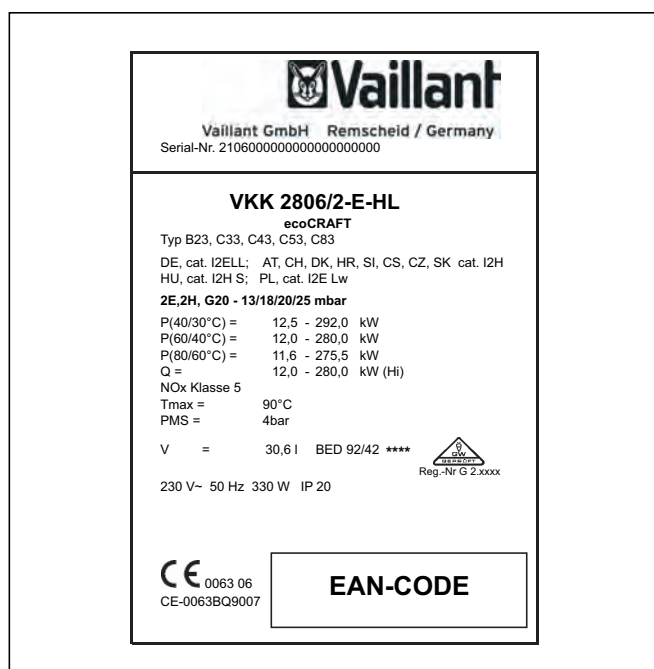 Vaillant
Vaillant GmbH Remscheid / Germany
Serial-Nr. 2106000000000000000000
VKK 2806/2-E-HL
ecoCRAFT
Typ B23, C33, C43, C53, C83
DE, cat. I2ELL; AT, CH, DK, HR, SI, CS, CZ, SK cat. I2H
HU, cat. I2H S; PL, cat. I2E Lw
2E,2H, G20 - 13/18/20/25 mbar
P(40/30°C) = 12,5 - 292,0 kW
P(60/40°C) = 12,0 - 280,0 kW
P(80/60°C) = 11,6 - 275,5 kW
Q = 12,0 - 280,0 kW (Hi)
NOx Klasse 5
Tmax = 90°C
PMS = 4bar
V = 30,6 l BED 92/42 ****
GW
GEPRÜFT
Reg.-Nr G 2.xxxx
230 V~ 50 Hz 330 W IP 20
CE 0063 06
CE-0063BQ9007
EAN-CODE